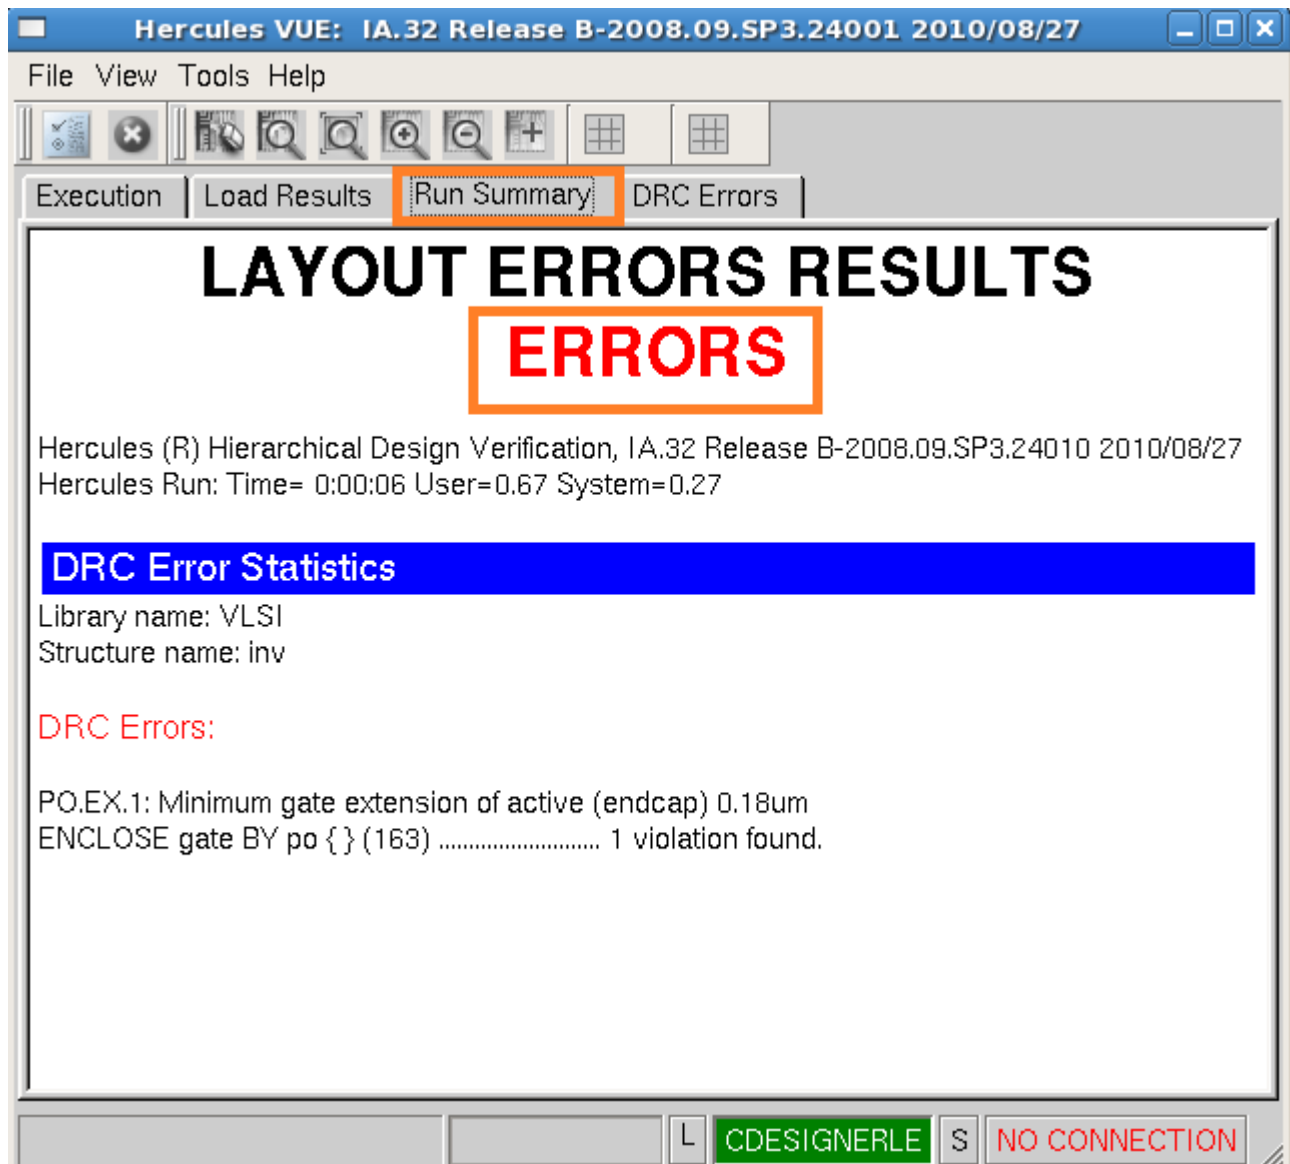 Hercules VUE: IA.32 Release B-2008.09.SP3.24001 2010/08/27
File View Tools Help
Execution Load Results Run Summary DRC Errors
LAYOUT ERRORS RESULTS
ERRORS
Hercules (R) Hierarchical Design Verification, IA.32 Release B-2008.09.SP3.24010 2010/08/27
Hercules Run: Time= 0:00:06 User=0.67 System=0.27
DRC Error Statistics
Library name: VLSI
Structure name: inv
DRC Errors:
PO.EX.1: Minimum gate extension of active (endcap) 0.18um
ENCLOSE gate BY po { } (163) ........................... 1 violation found.
L CDESIGNERLE S NO CONNECTION